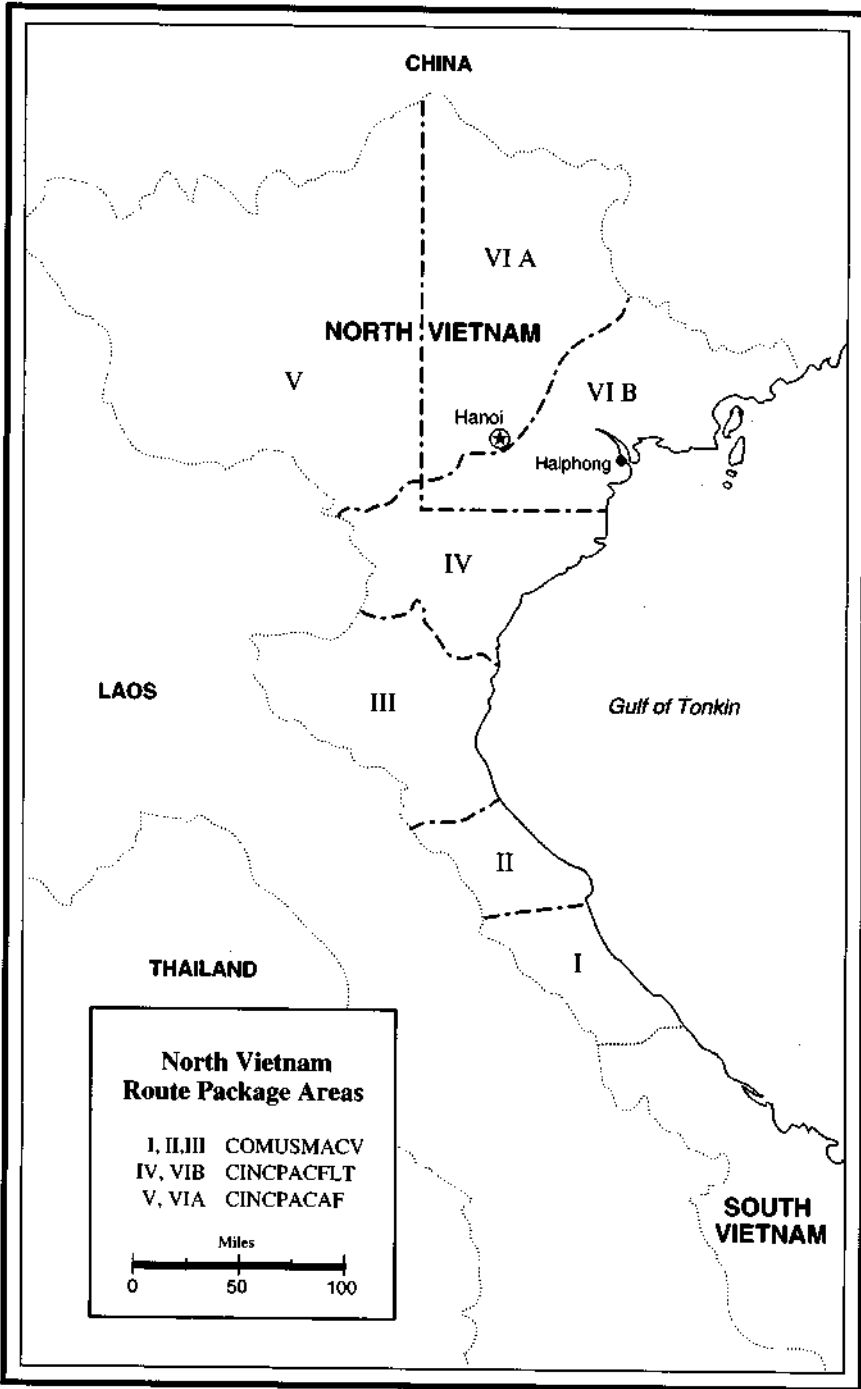 CHINA
VI A
NORTH VIETNAM
V
VI B
Hanoi
Haiphong
IV
LAOS
III
Gulf of Tonkin
II
THAILAND
I
North Vietnam
Route Package Areas
I, II,III COMUSMACV
IV, VIB CINCPACFLT
V, VIA CINCPACAF
Miles
0 50 100
SOUTH
VIETNAM